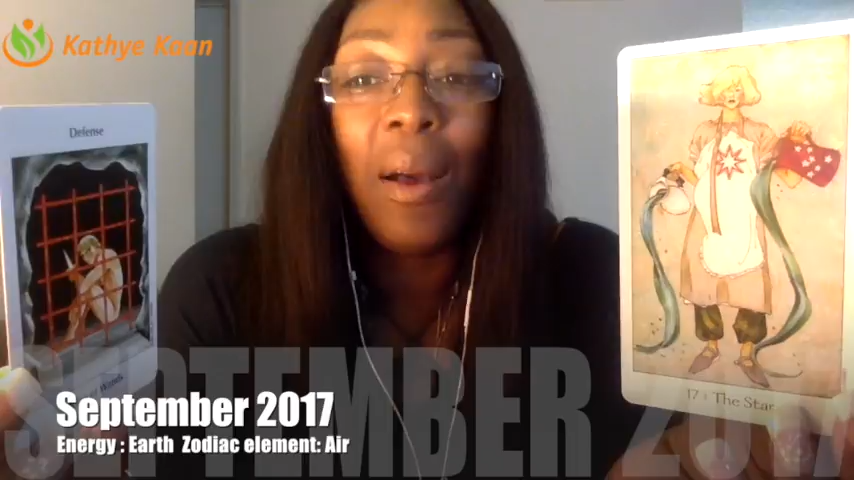 Kathye Kaan
Defense
17 : The Star
SEPTEMBER 2017
September 2017
Energy : Earth Zodiac element: Air